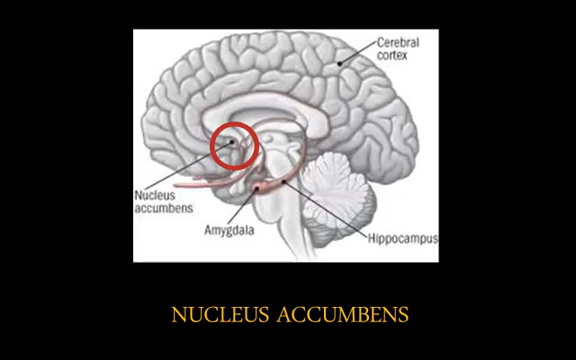 Cerebral
cortex
Nucleus
accumbens
Amygdala
Hippocampus
NUCLEUS ACCUMBENS